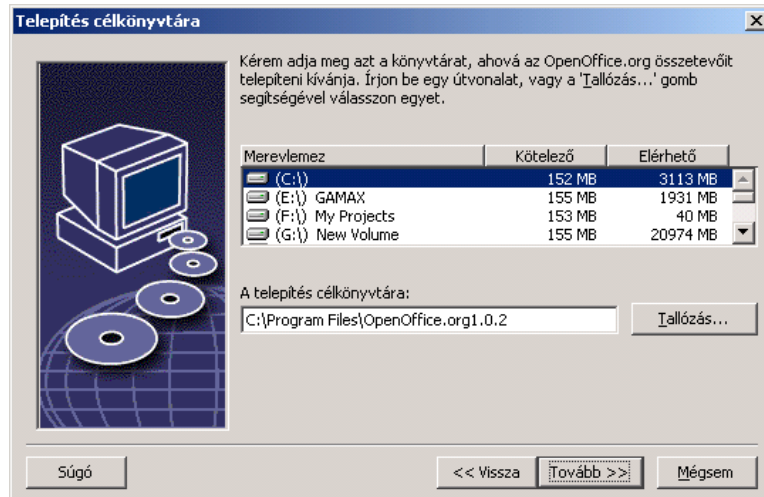 Telepítés célkönyvtára
Kérem adja meg azt a könyvtárat, ahová az OpenOffice.org összetevőit
telepíteni kívánja. Írjon be egy útvonalat, vagy a 'Tallózás...' gomb
segítségével válasszon egyet.
Merevlemez Kötelező Elérhető
(C:\) 152 MB 3113 MB
(E:\) GAMAX 155 MB 1931 MB
(F:\) My Projects 153 MB 40 MB
(G:\) New Volume 155 MB 20974 MB
A telepítés célkönyvtára:
C:\Program Files\OpenOffice.org1.0.2 Tallózás...
Súgó << Vissza Tovább >> Mégsem